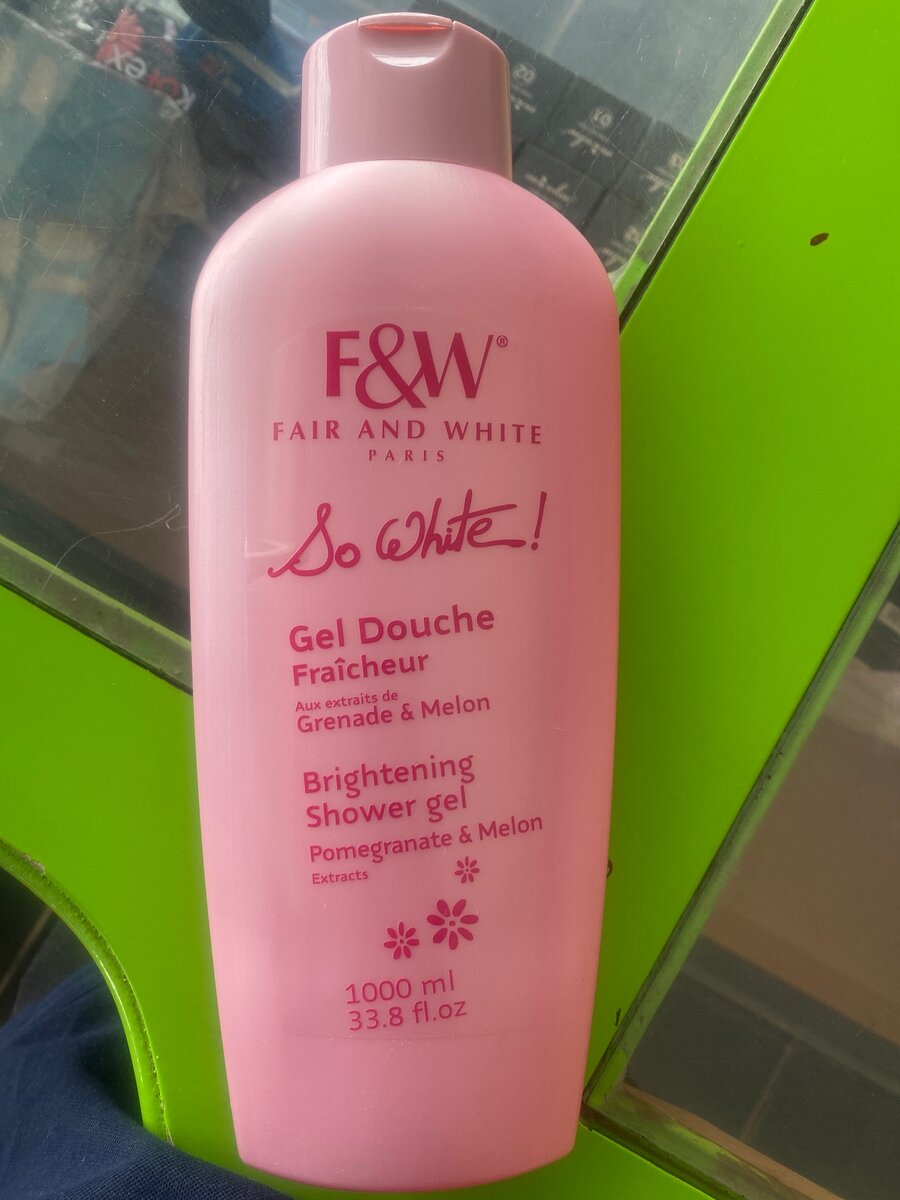 F&W®
FAIR AND WHITE
PARIS
So White!
Gel Douche
Fraîcheur
Aux extraits de
Grenade & Melon
Brightening
Shower gel
Pomegranate & Melon
Extracts
1000 ml
33.8 fl.oz